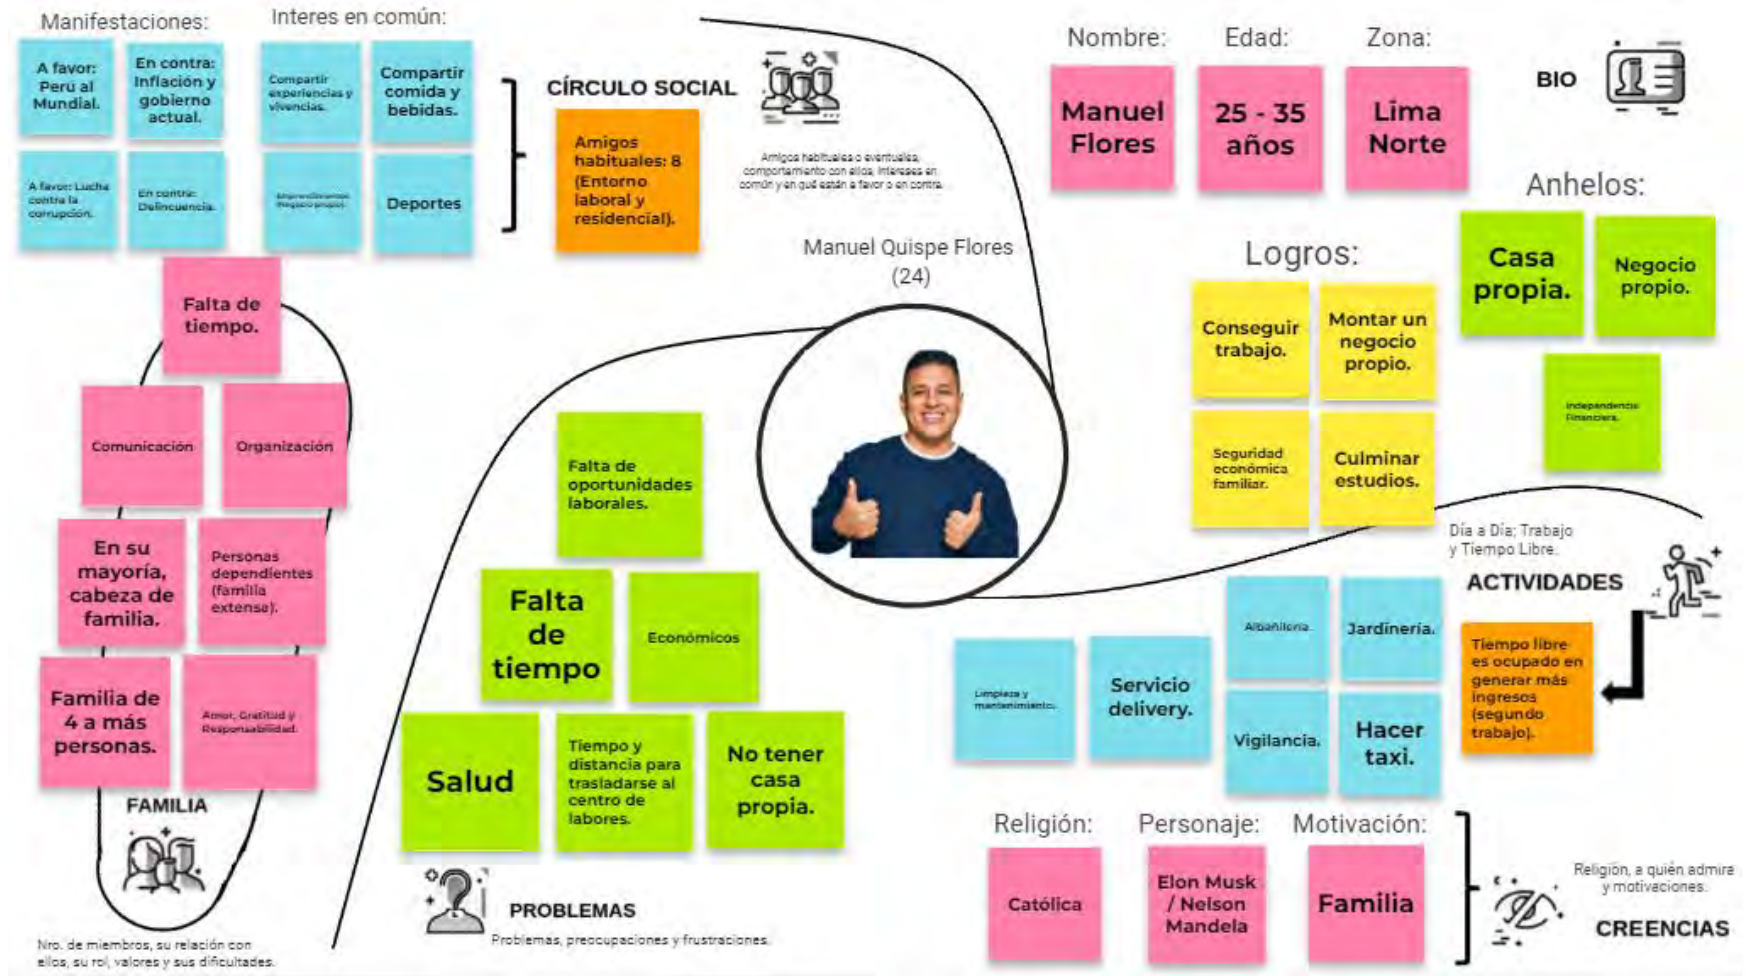 Manifestaciones:
A favor:
Perú al
Mundial.
En contra:
Inflación y
gobierno
actual.
A favor: Lucha
contra la
corrupción.
En contra:
Delincuencia.
Interes en común:
Compartir
experiencias y
vivencias.
Compartir
comida y
bebidas.
Emprendimientos
(Negocio propio)
Deportes
CÍRCULO SOCIAL
Amigos
habituales: 8
(Entorno
laboral y
residencial).
Amigos habituales o eventuales,
comportamiento con ellos, intereses en
común y en qué están a favor o en contra.
Manuel Quispe Flores
(24)
Nombre:
Manuel
Flores
Edad:
25 - 35
años
Zona:
Lima
Norte
BIO
Anhelos:
Casa
propia.
Negocio
propio.
Independencia
Financiera.
Logros:
Conseguir
trabajo.
Montar un
negocio
propio.
Seguridad
económica
familiar.
Culminar
estudios.
Falta de
tiempo.
Comunicación
Organización
En su
mayoría,
cabeza de
familia.
Personas
dependientes
(familia
extensa).
Familia de
4 a más
personas.
Amor, Gratitud y
Responsabilidad.
FAMILIA
Nro. de miembros, su relación con
ellos, su rol, valores y sus dificultades.
Falta de
oportunidades
laborales.
Falta
de
tiempo
Económicos
Salud
Tiempo y
distancia para
trasladarse al
centro de
labores.
No tener
casa
propia.
PROBLEMAS
Problemas, preocupaciones y frustraciones.
Día a Día; Trabajo
y Tiempo Libre.
ACTIVIDADES
Limpieza y
mantenimiento.
Servicio
delivery.
Albañilería.
Jardinería.
Vigilancia.
Hacer
taxi.
Tiempo libre
es ocupado en
generar más
ingresos
(segundo
trabajo).
Religión:
Católica
Personaje:
Elon Musk
/ Nelson
Mandela
Motivación:
Familia
Religión, a quién admira
y motivaciones.
CREENCIAS